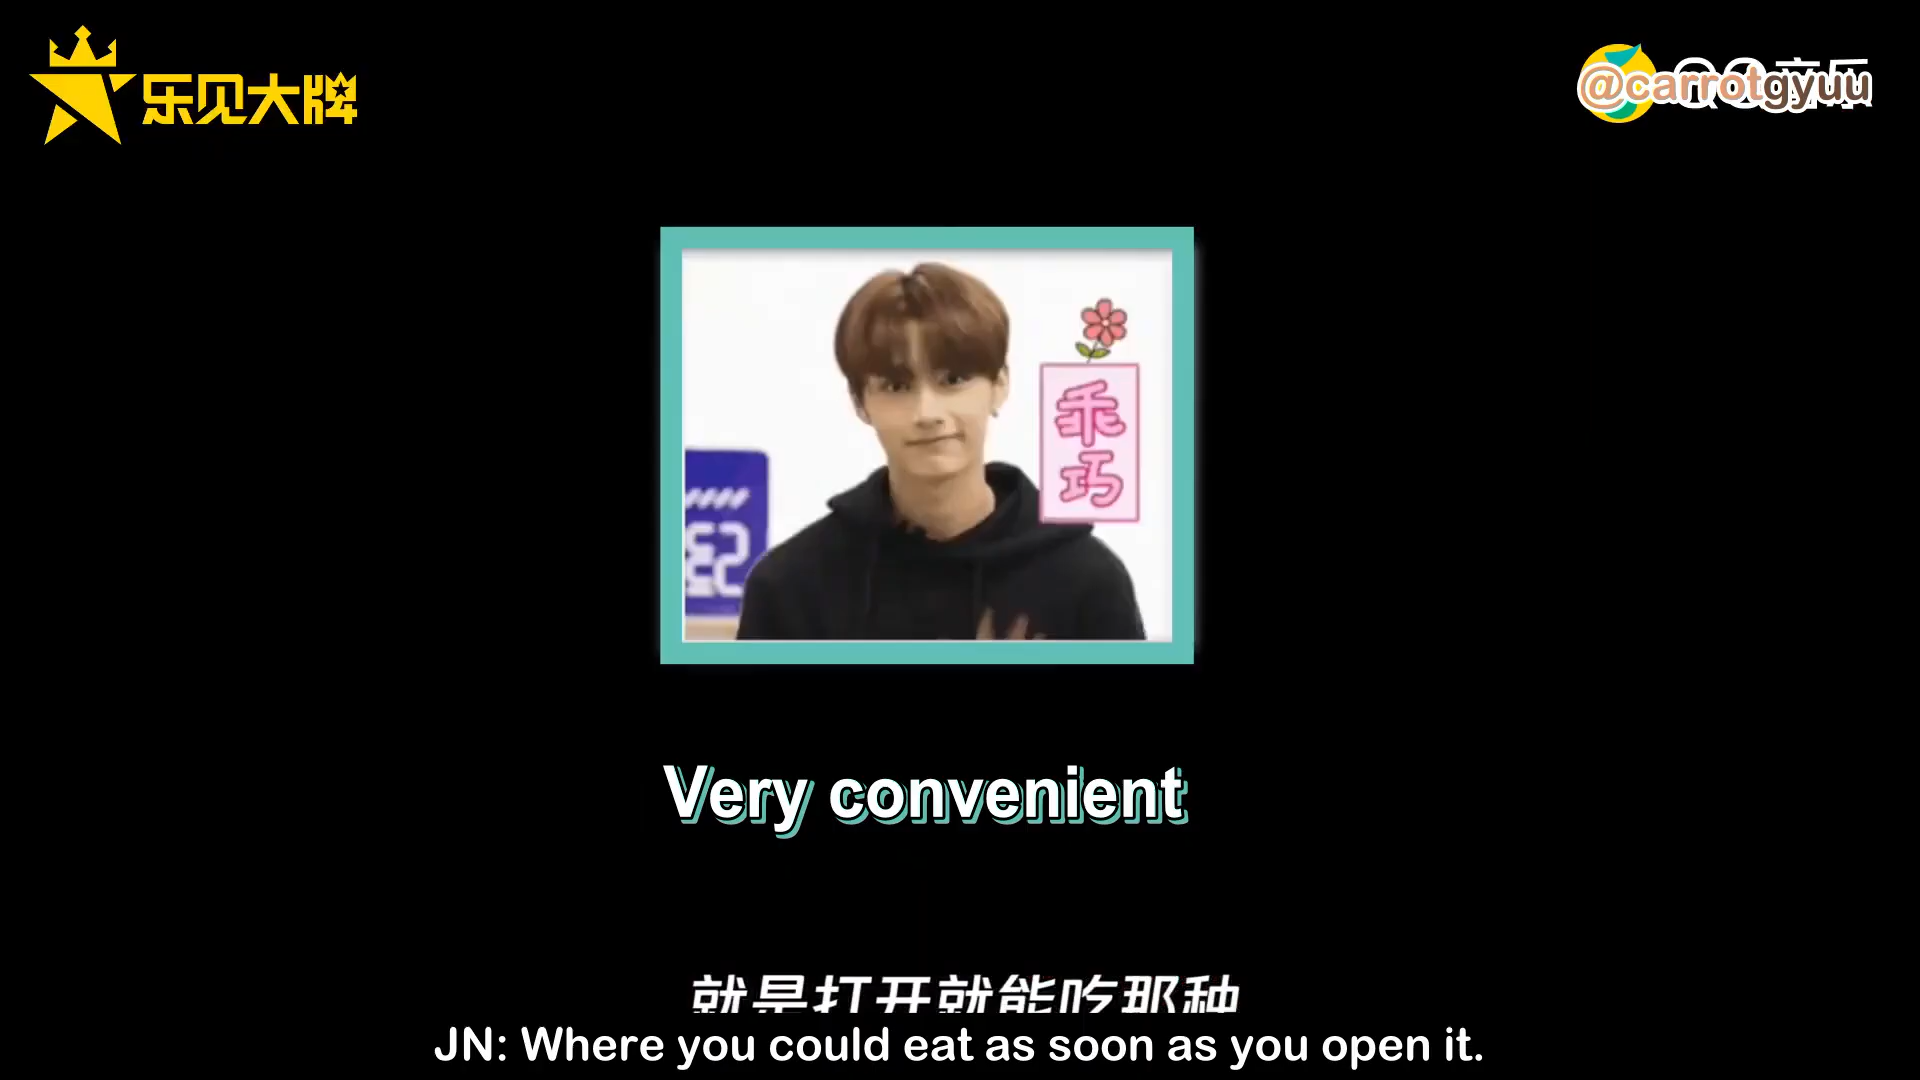 乐见大牌
@carrotgyuu
乖
巧
Very convenient
就是打开就能吃那种
JN: Where you could eat as soon as you open it.